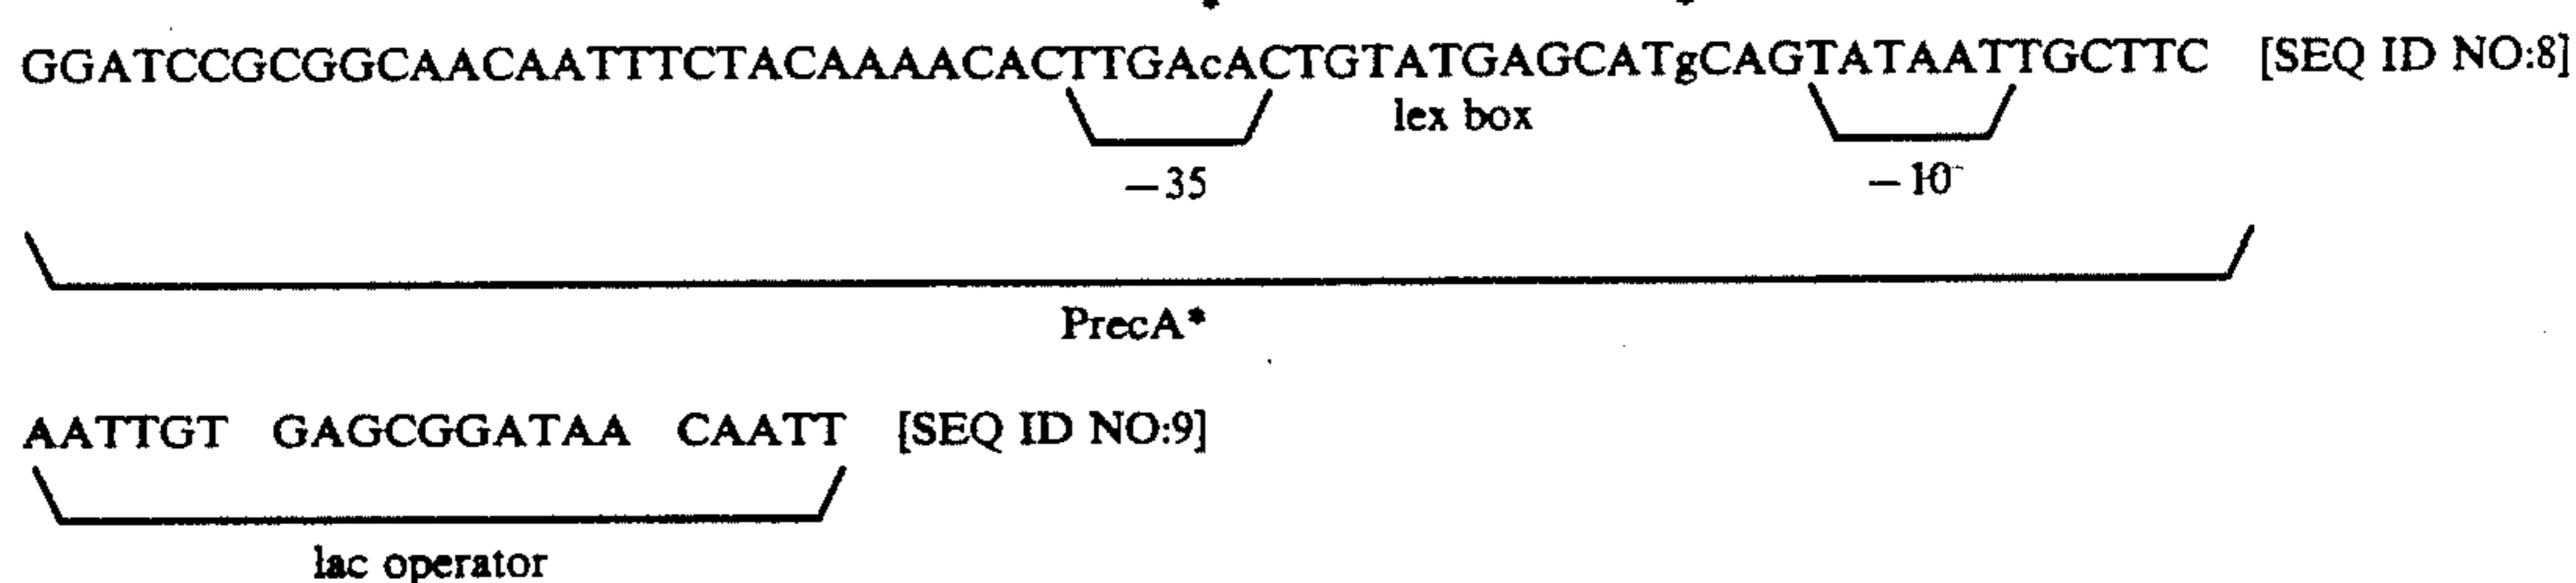 * *
GGATCCGCGGCAACAATTTCTACAAAACACTTGAcACTGTATGAGCATgCAGTATAATTGCTTC [SEQ ID NO:8]
lex box
−35 −10
PrecA*
AATTGT GAGCGGATAA CAATT [SEQ ID NO:9]
lac operator